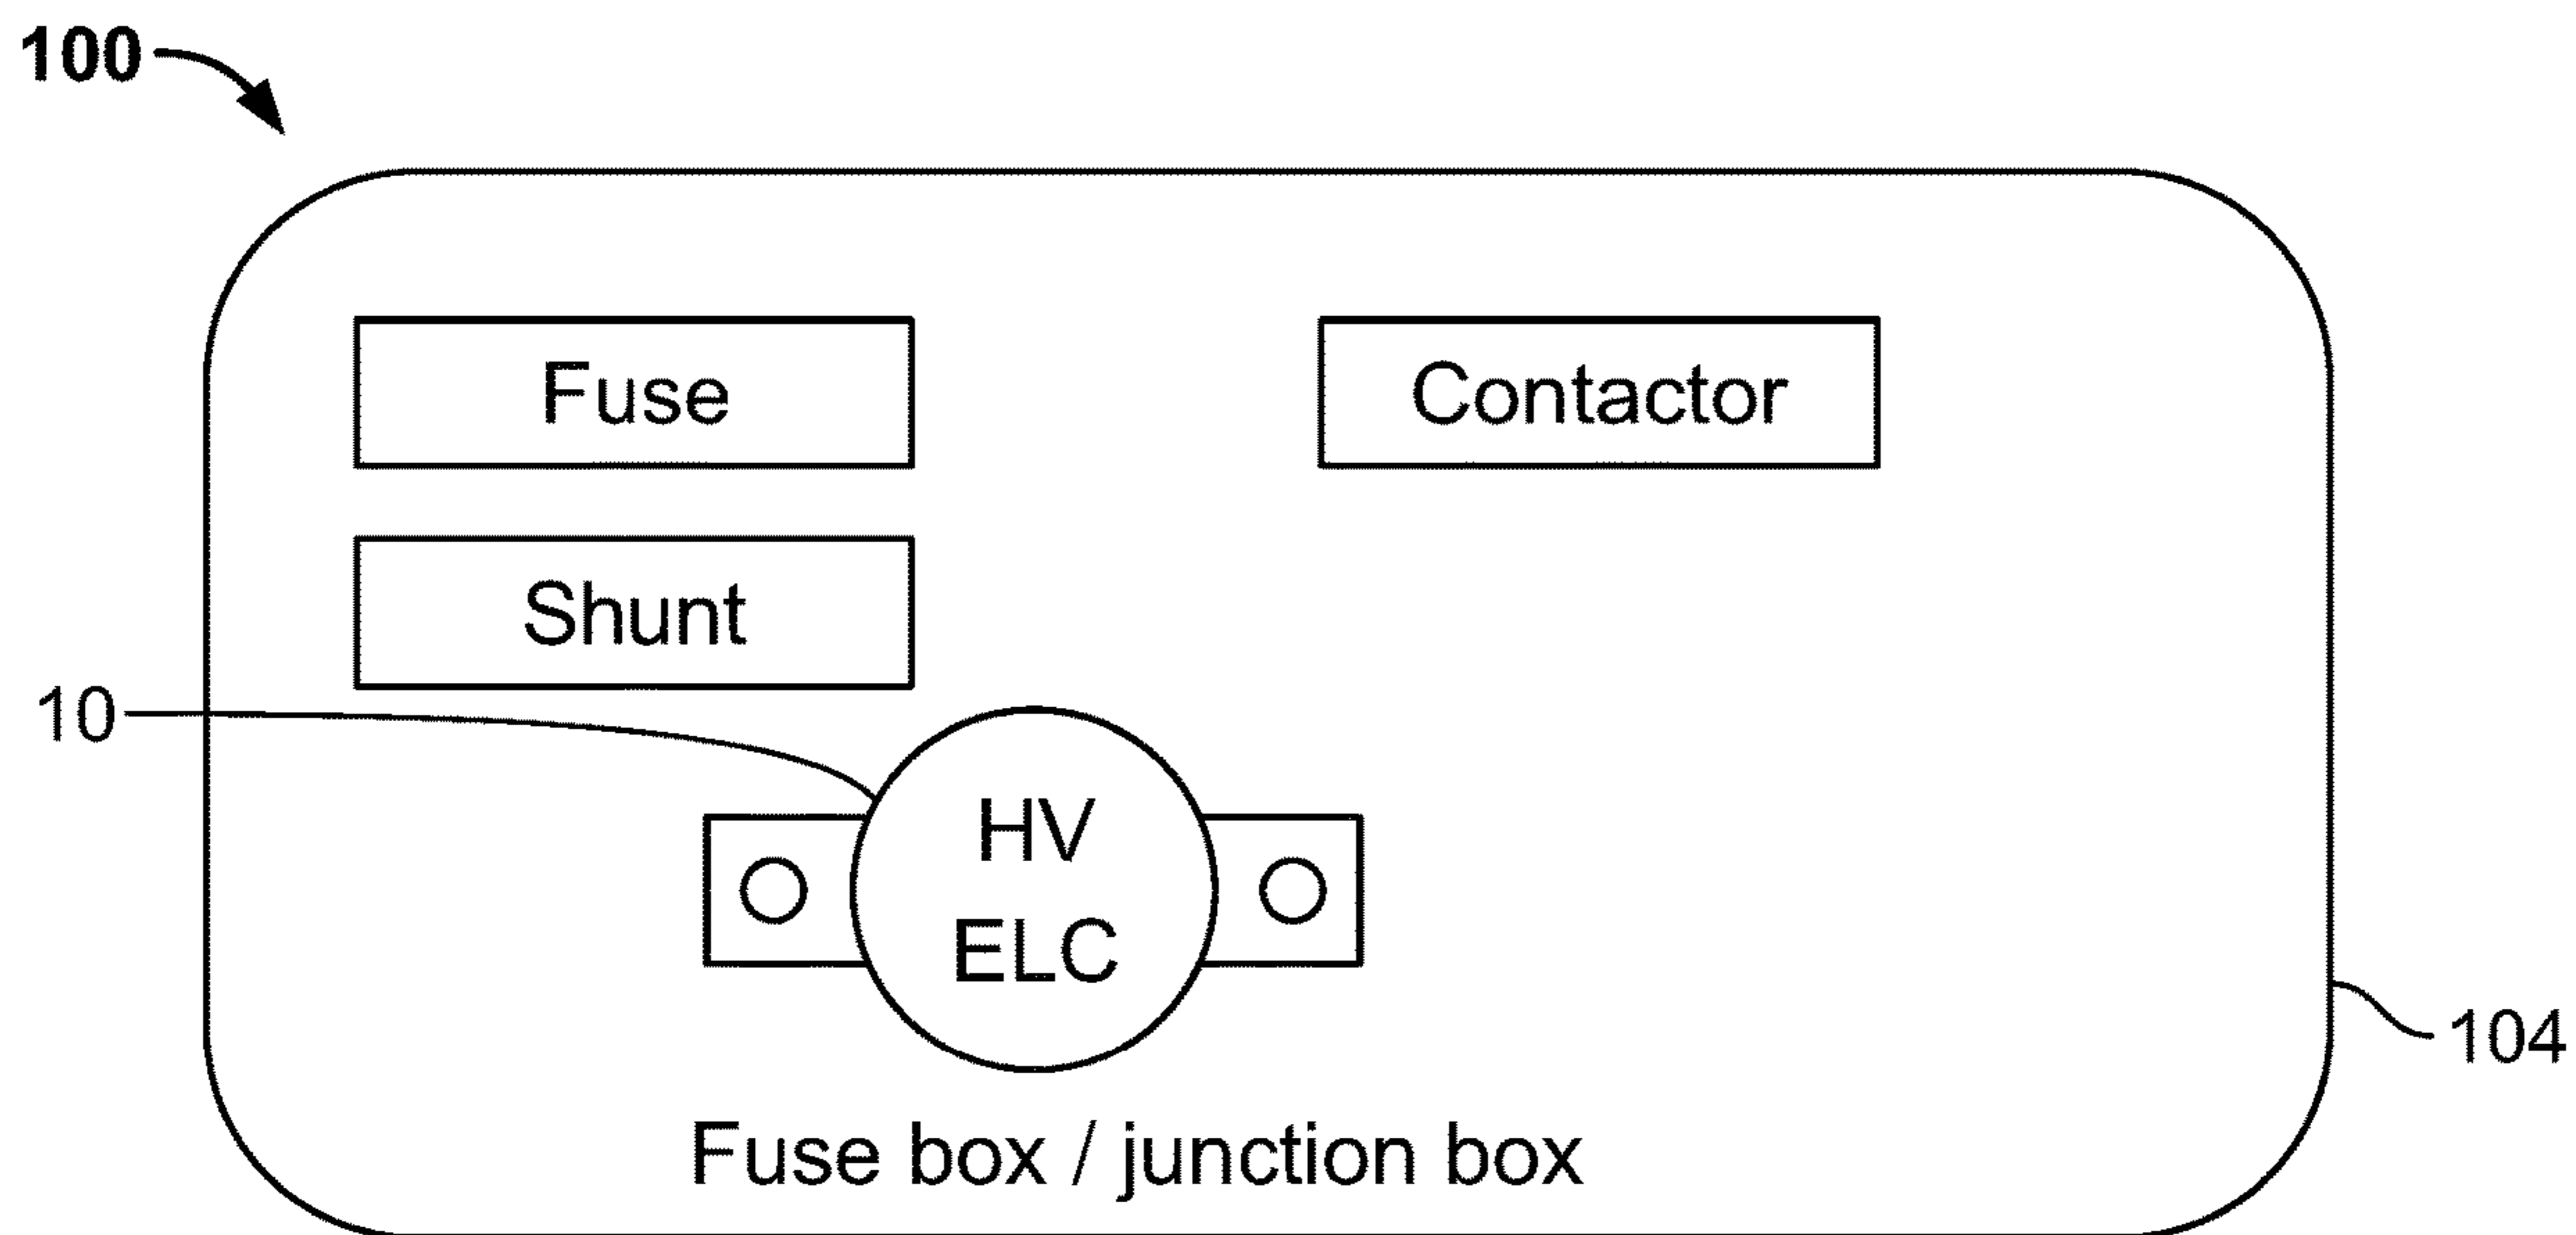 100
Fuse
Contactor
Shunt
10
HV
ELC
104
Fuse box / junction box